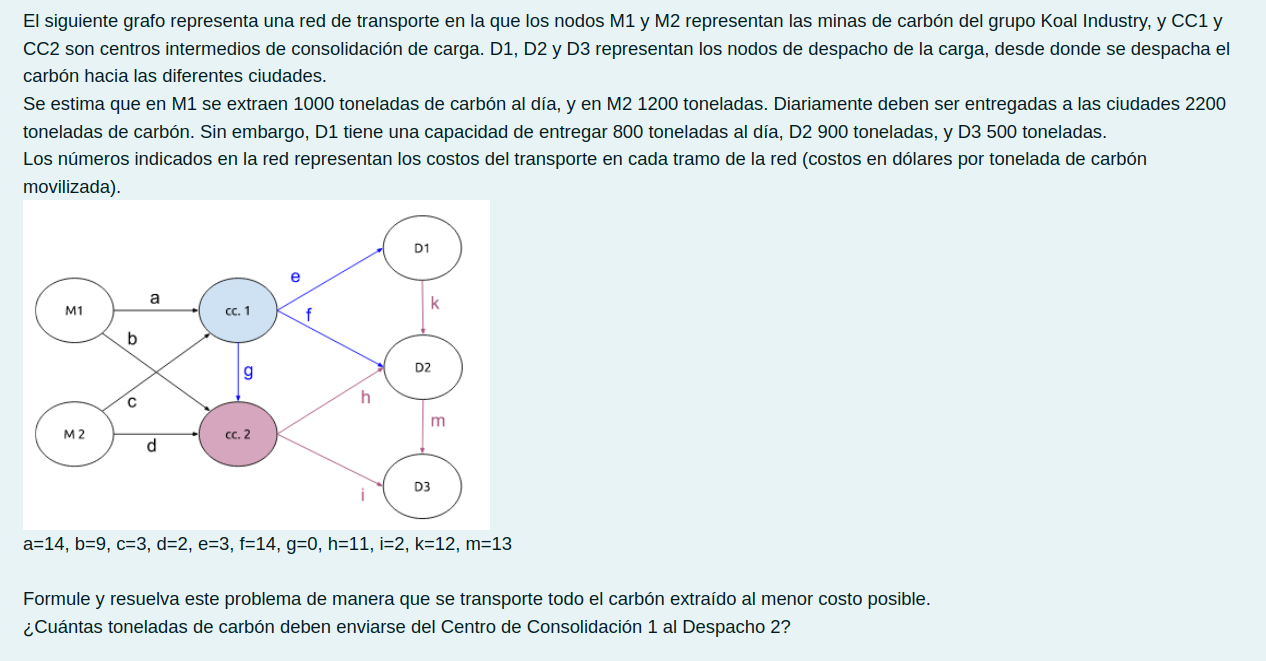 El siguiente grafo representa una red de transporte en la que los nodos M1 y M2 representan las minas de carbón del grupo Koal Industry, y CC1 y
CC2 son centros intermedios de consolidación de carga. D1, D2 y D3 representan los nodos de despacho de la carga, desde donde se despacha el
carbón hacia las diferentes ciudades.
Se estima que en M1 se extraen 1000 toneladas de carbón al día, y en M2 1200 toneladas. Diariamente deben ser entregadas a las ciudades 2200
toneladas de carbón. Sin embargo, D1 tiene una capacidad de entregar 800 toneladas al día, D2 900 toneladas, y D3 500 toneladas.
Los números indicados en la red representan los costos del transporte en cada tramo de la red (costos en dólares por tonelada de carbón
movilizada).
D1
e
a
k
M1
cc. 1
f
b
D2
g
h
c
m
M 2
cc. 2
d
D3
i
a=14, b=9, c=3, d=2, e=3, f=14, g=0, h=11, i=2, k=12, m=13
Formule y resuelva este problema de manera que se transporte todo el carbón extraído al menor costo posible.
¿Cuántas toneladas de carbón deben enviarse del Centro de Consolidación 1 al Despacho 2?